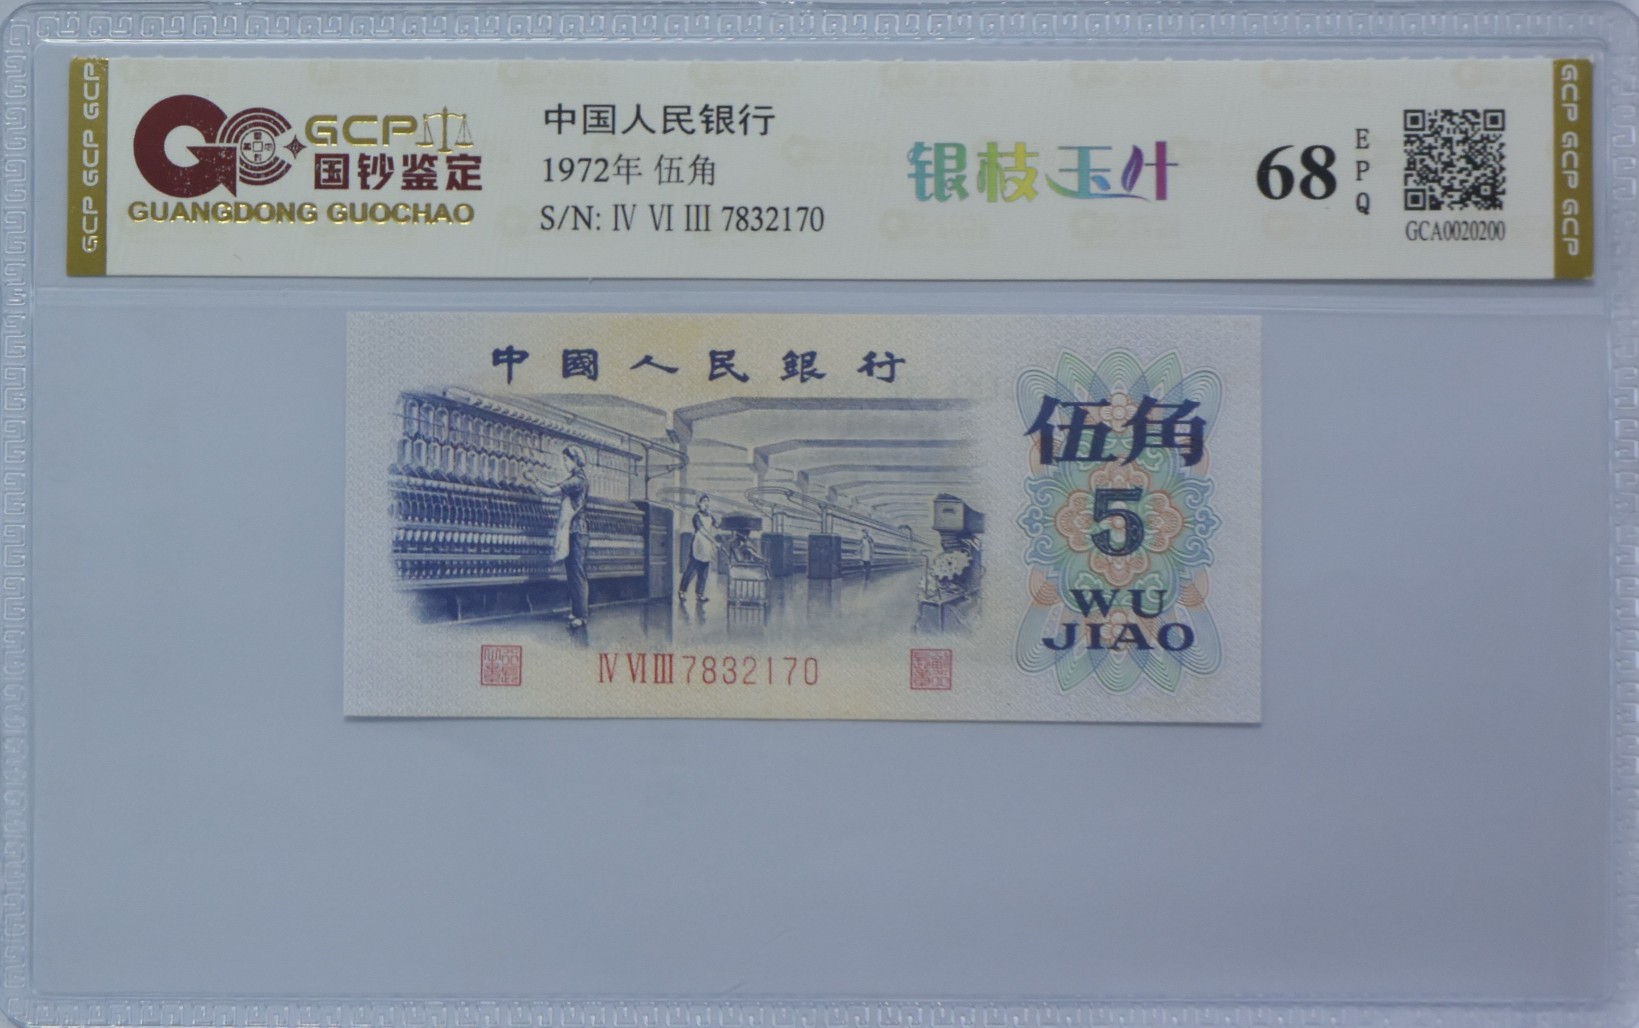 GCP GCP GCP
GCP
国钞鉴定
GUANGDONG GUOCHAO
中国人民银行
1972年 伍角
S/N: Ⅳ Ⅵ Ⅲ 7832170
银枝玉叶
68
EPQ
GCA0020200
GCP GCP GCP
中國人民銀行
伍角
5
WU
JIAO
Ⅳ Ⅵ Ⅲ 7832170